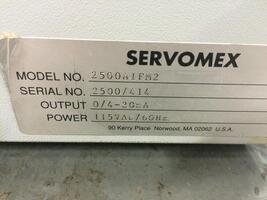 SERVOMEX
MODEL NO. 2500A1FM2
SERIAL NO. 2500/414
OUTPUT 0/4-20mA
POWER 115VAC/60Hz
90 Kerry Place Norwood, MA 02062 U.S.A.